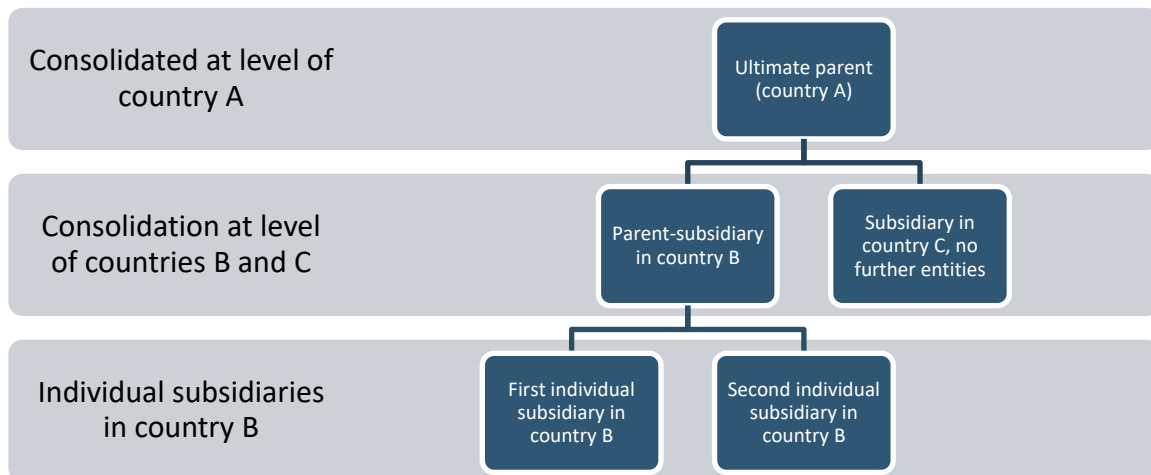 Consolidated at level of
country A
Ultimate parent
(country A)
Consolidation at level
of countries B and C
Parent-subsidiary
in country B
Subsidiary in
country C, no
further entities
Individual subsidiaries
in country B
First individual
subsidiary in
country B
Second individual
subsidiary in
country B